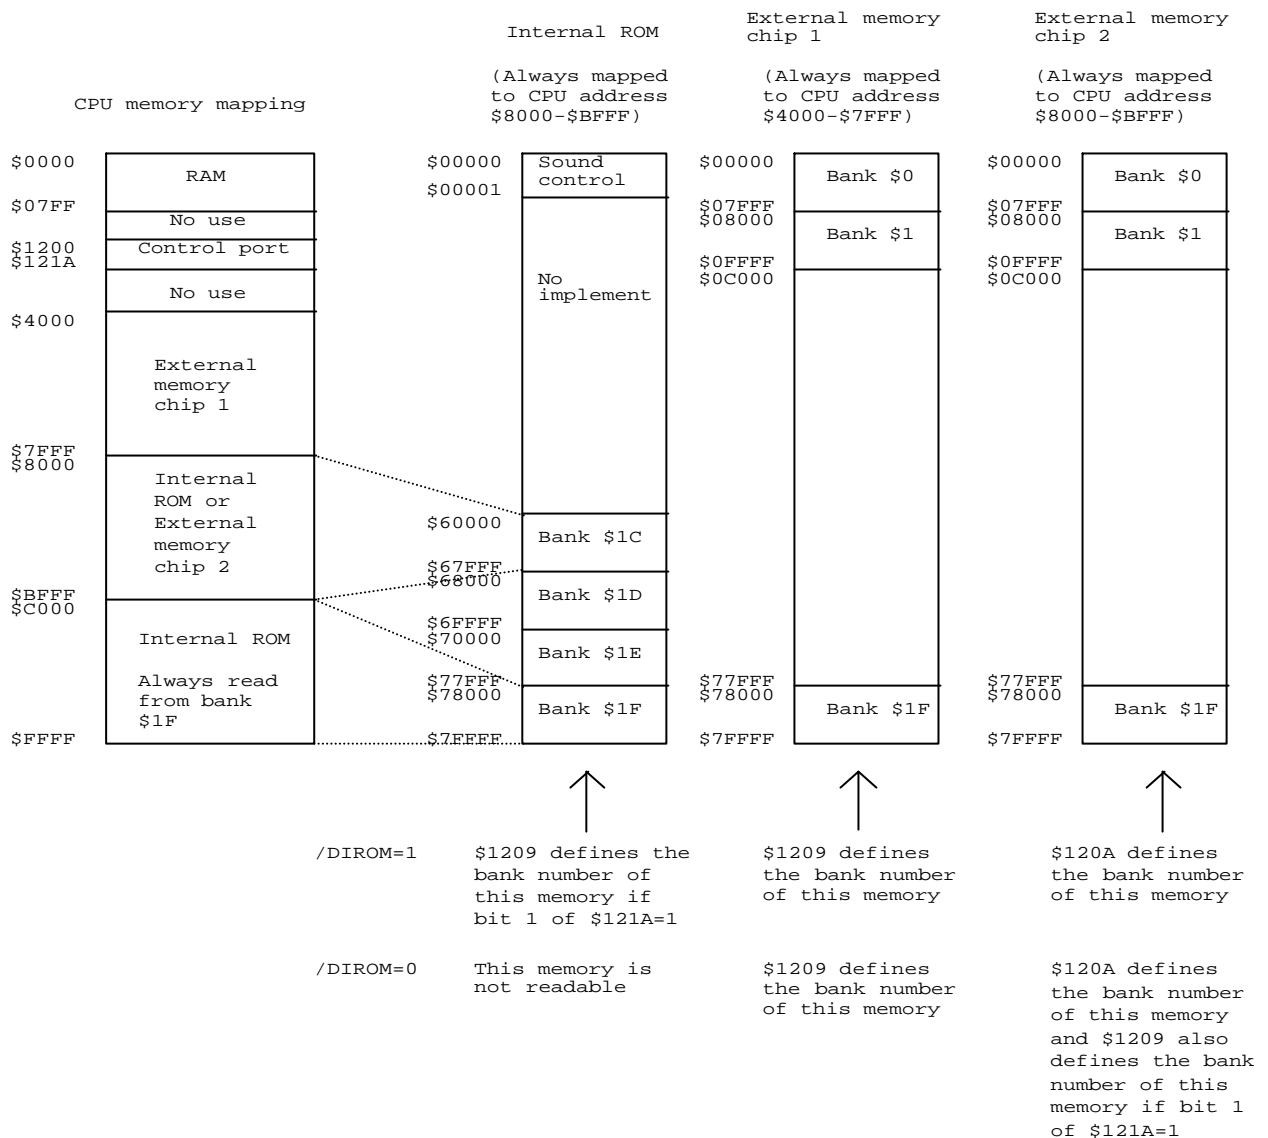 Internal ROM
External memory
chip 1
External memory
chip 2
(Always mapped
to CPU address
$8000-$BFFF)
(Always mapped
to CPU address
$4000-$7FFF)
(Always mapped
to CPU address
$8000-$BFFF)
CPU memory mapping
$0000
RAM
$07FF
No use
$1200
Control port
$121A
No use
$4000
External
memory
chip 1
$7FFF
$8000
Internal
ROM or
External
memory
chip 2
$BFFF
$C000
Internal ROM
Always read
from bank
$1F
$FFFF
$00000
Sound
control
$00001
No
implement
$60000
Bank $1C
$67FFF
$68000
Bank $1D
$6FFFF
$70000
Bank $1E
$77FFF
$78000
Bank $1F
$7FFFF
$00000
Bank $0
$07FFF
$08000
Bank $1
$0FFFF
$0C000
$77FFF
$78000
Bank $1F
$7FFFF
$00000
Bank $0
$07FFF
$08000
Bank $1
$0FFFF
$0C000
$77FFF
$78000
Bank $1F
$7FFFF
/DIROM=1
$1209 defines the
bank number of
this memory if
bit 1 of $121A=1
$1209 defines
the bank number
of this memory
$120A defines
the bank number
of this memory
/DIROM=0
This memory is
not readable
$1209 defines
the bank number
of this memory
$120A defines
the bank number
of this memory
and $1209 also
defines the bank
number of this
memory if bit 1
of $121A=1